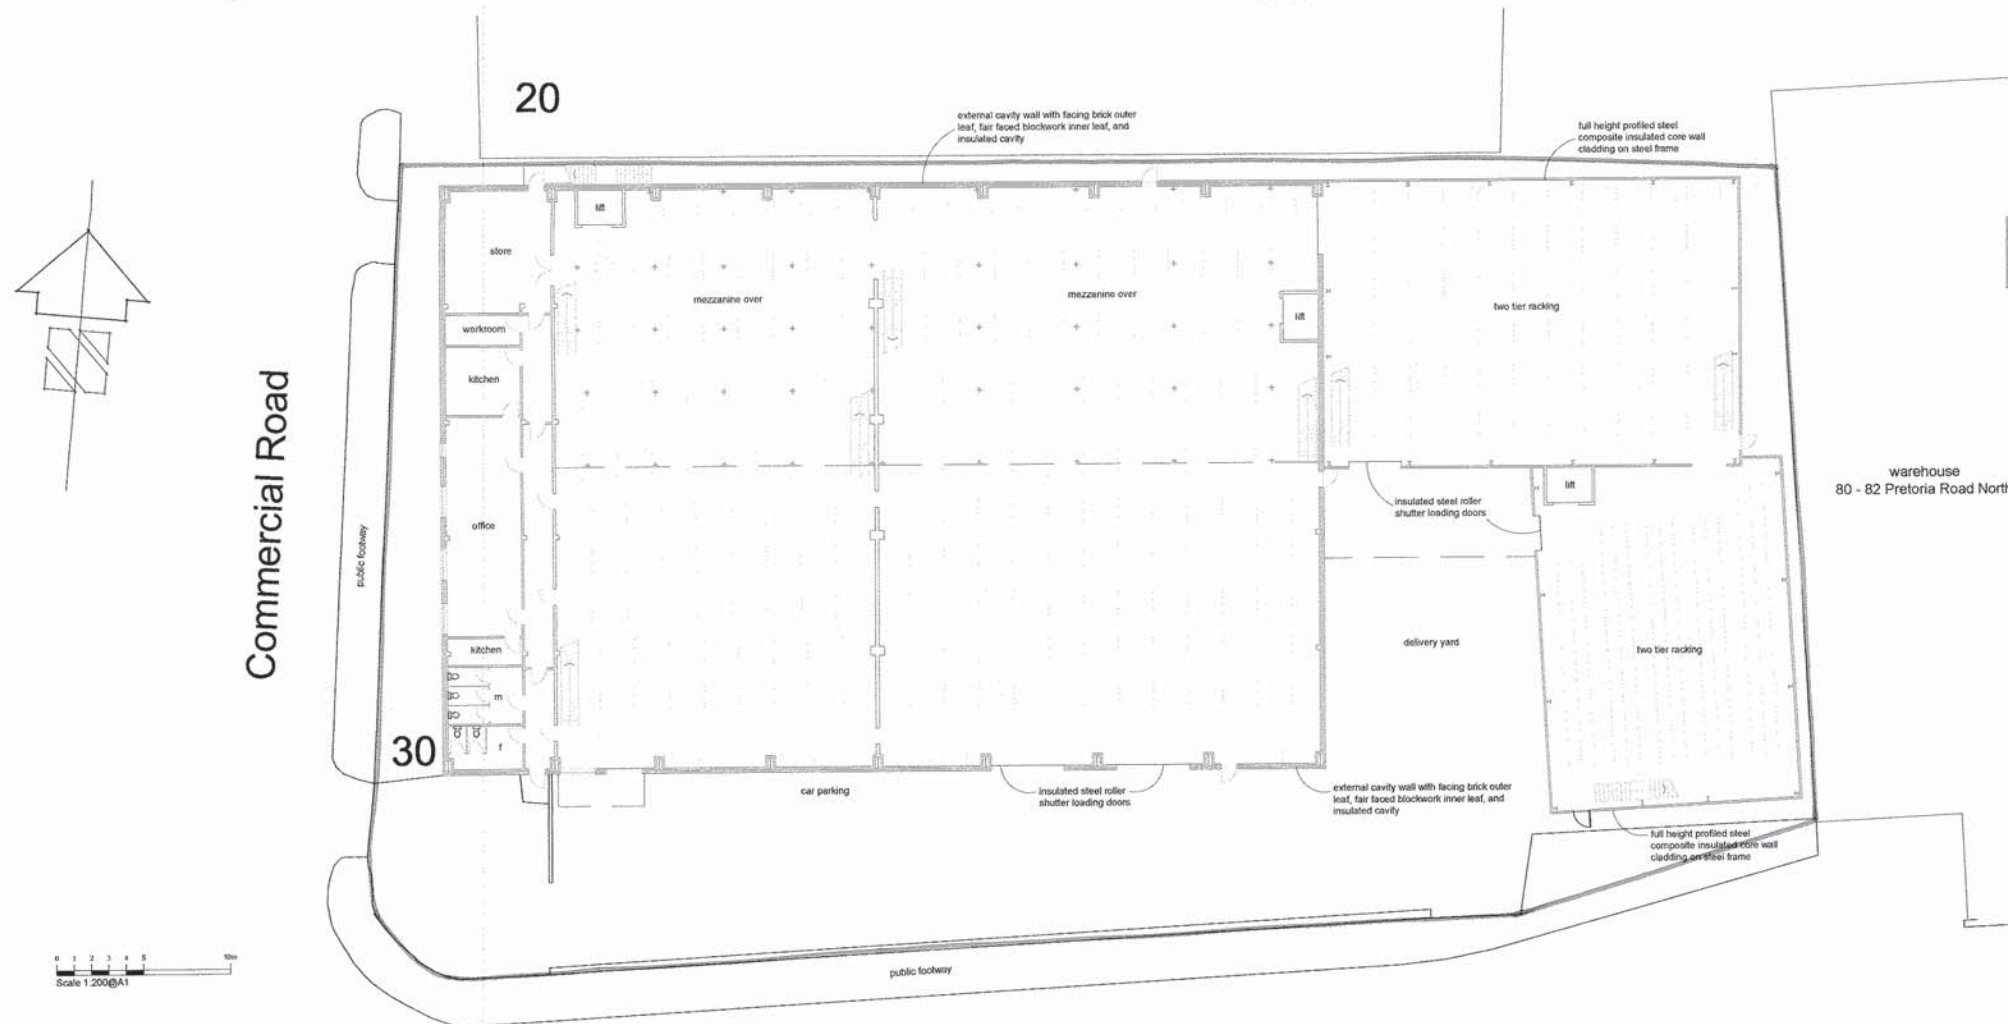 20
external cavity wall with facing brick outer
leaf, fair faced blockwork inner leaf, and
insulated cavity
full height profiled steel
composite insulated core wall
cladding on steel frame
lift
store
mezzanine over
mezzanine over
lift
two tier racking
workroom
kitchen
Commercial Road
public footway
office
insulated steel roller
shutter loading doors
lift
warehouse
80 - 82 Pretoria Road North
delivery yard
two tier racking
kitchen
m
f
30
car parking
insulated steel roller
shutter loading doors
external cavity wall with facing brick outer
leaf, fair faced blockwork inner leaf, and
insulated cavity
full height profiled steel
composite insulated core wall
cladding on steel frame
0 1 2 3 4 5 10m
Scale 1:200@A1
public footway